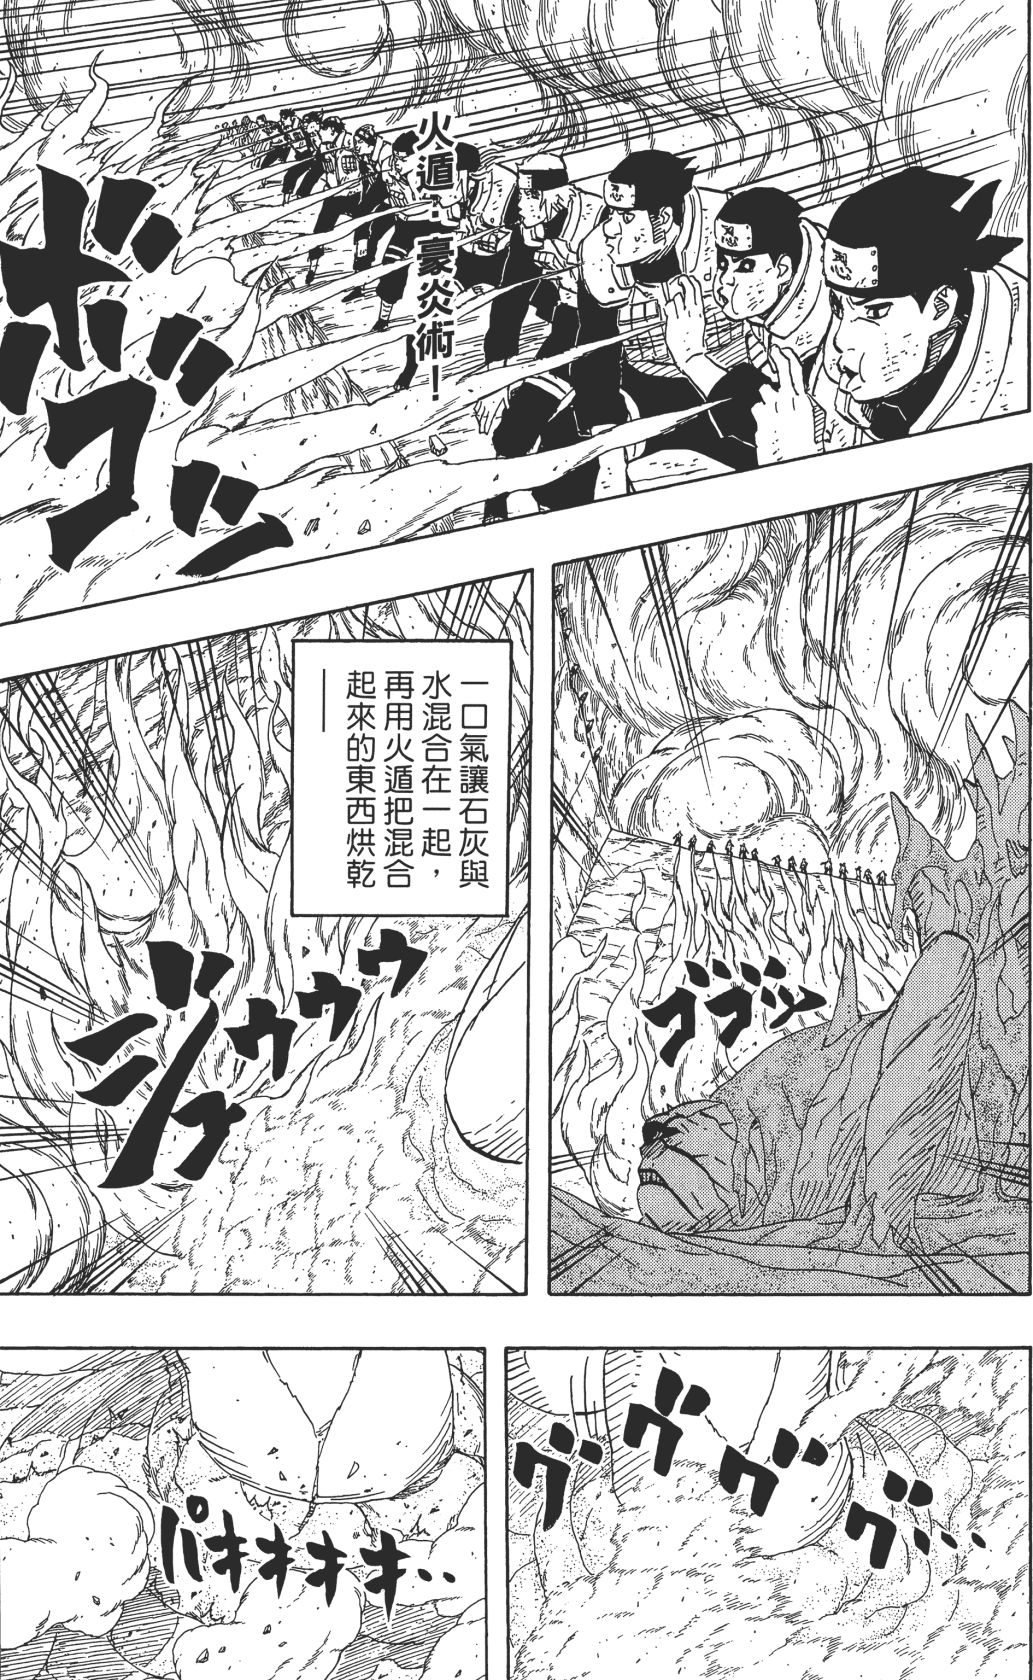 火遁・豪炎術！
ボゴッ
ゴゴッ
一口氣讓石灰與
水混合在一起，
再用火遁把混合
起來的東西烘乾
——
ジュウウウ
ググググ…
パキキキキ…